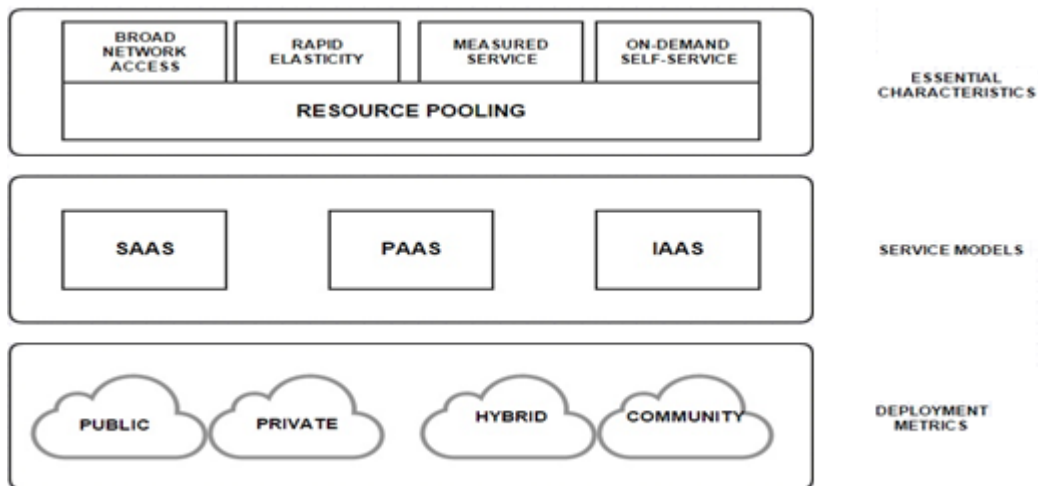 BROAD
NETWORK
ACCESS
RAPID
ELASTICITY
MEASURED
SERVICE
ON-DEMAND
SELF-SERVICE
RESOURCE POOLING
ESSENTIAL
CHARACTERISTICS
SAAS
PAAS
IAAS
SERVICE MODELS
PUBLIC
PRIVATE
HYBRID
COMMUNITY
DEPLOYMENT
METRICS